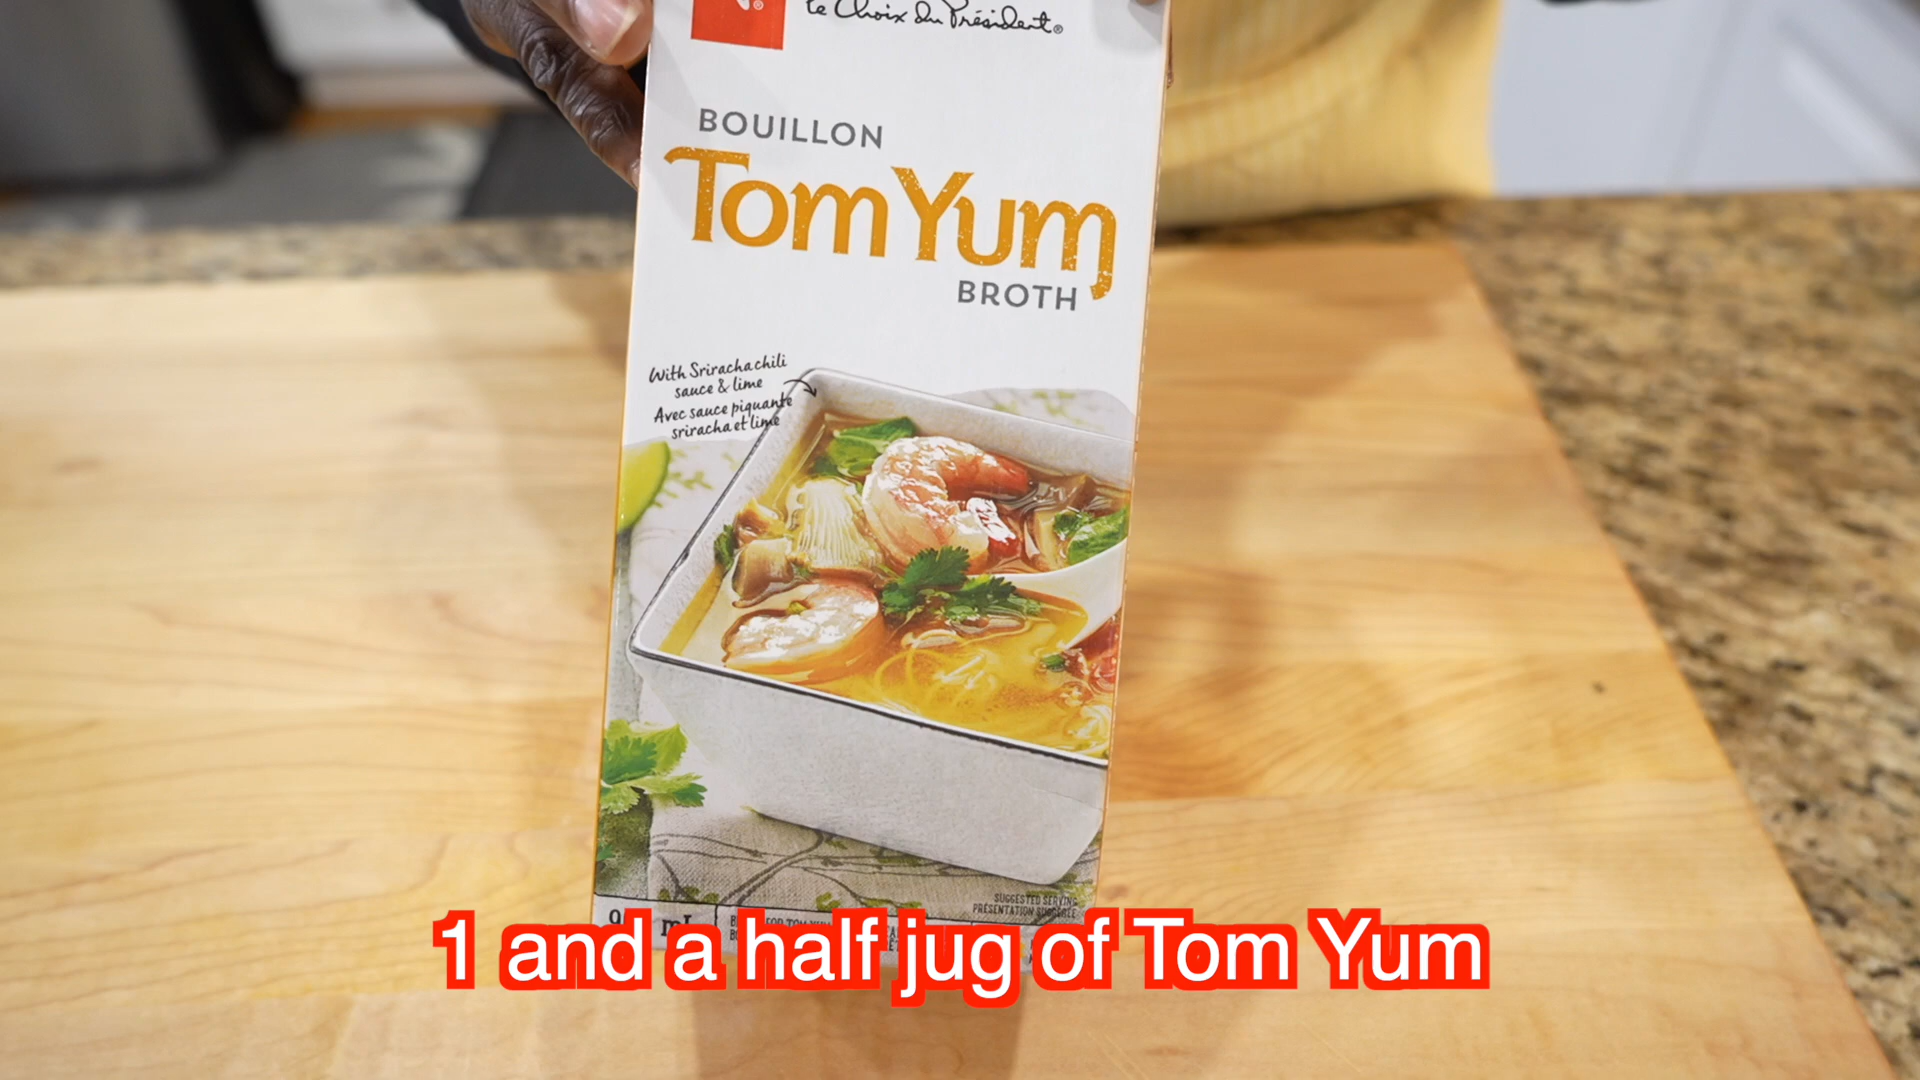 le Choix du Président®
BOUILLON
Tom Yum
BROTH
With Sriracha chili
sauce & lime
Avec sauce piquante
sriracha et lime
SUGGESTED SERVING
PRÉSENTATION SUGGÉRÉE
mL
1 and a half jug of Tom Yum